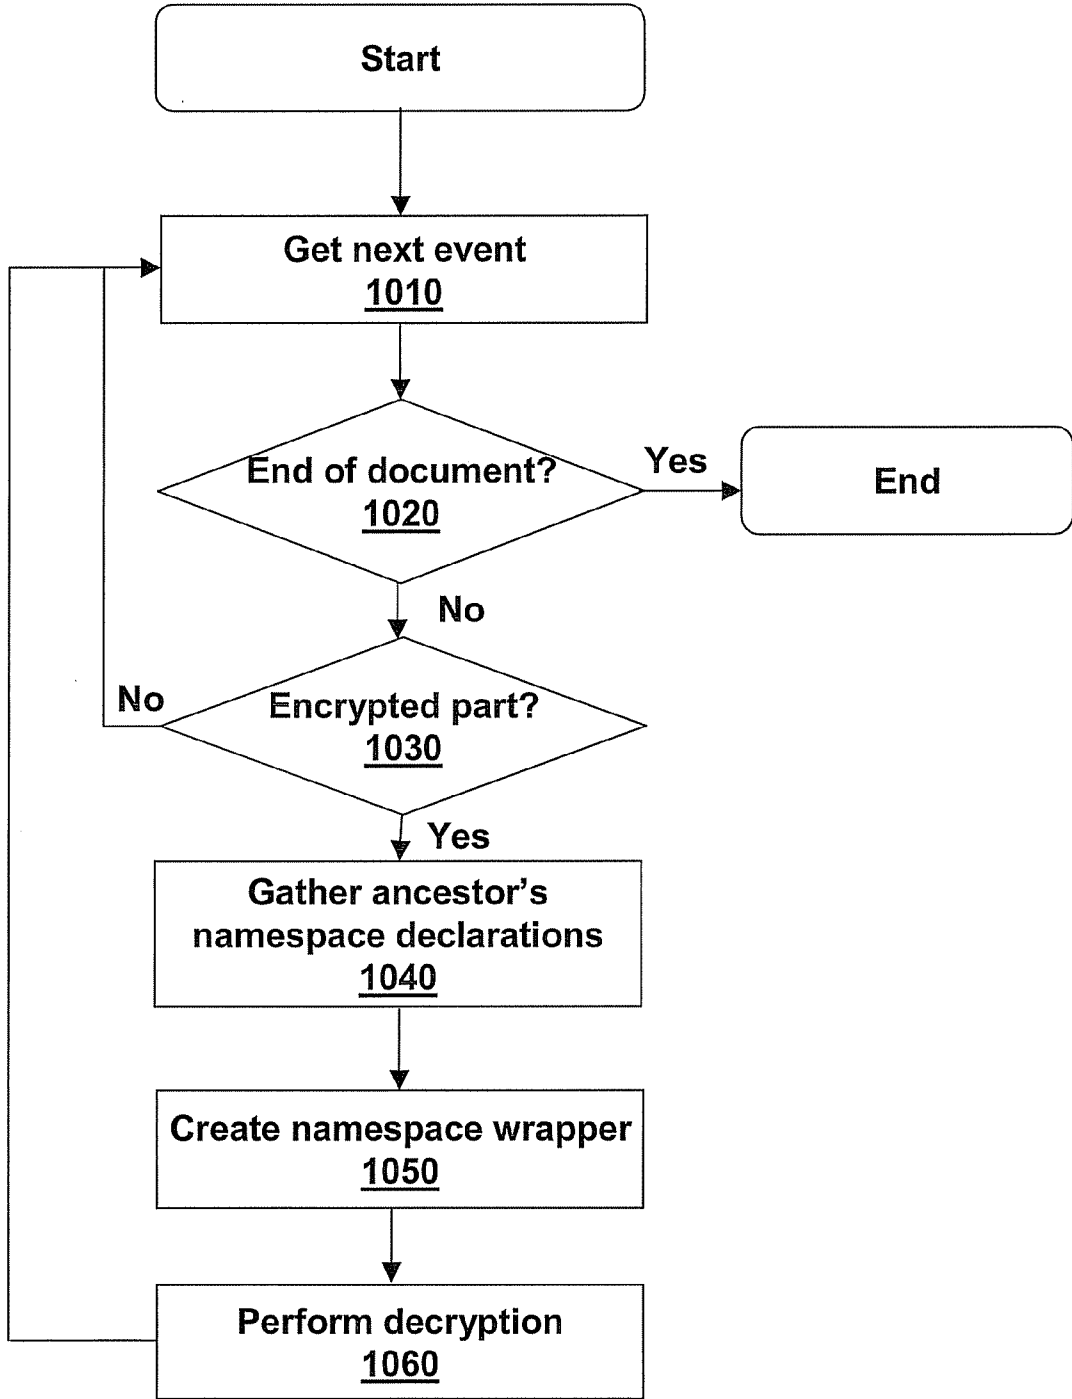 Start
Get next event
1010
End of document?
1020
Yes
End
No
Encrypted part?
1030
No
Yes
Gather ancestor’s
namespace declarations
1040
Create namespace wrapper
1050
Perform decryption
1060